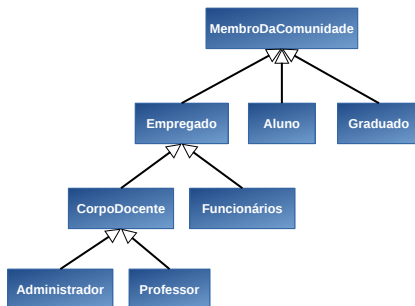 MembroDaComunidade
Empregado
Aluno
Graduado
CorpoDocente
Funcionários
Administrador
Professor